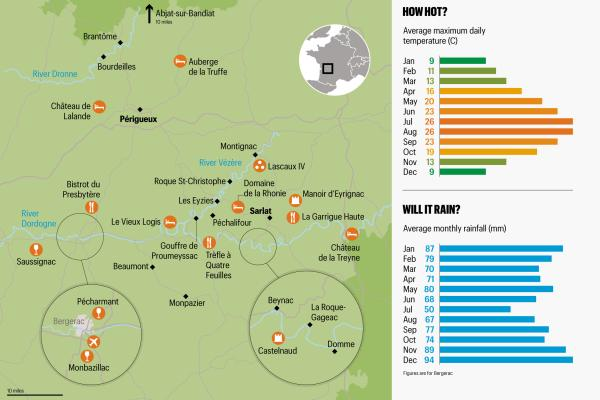 Abjat-sur-Bandiat
10 miles
Brantôme
Bourdeilles
River Dronne
Auberge
de la Truffe
Château de
Lalande
Périgueux
Montignac
River Vézère
Lascaux IV
Roque St-Christophe
Domaine
de la Rhonie
Manoir d'Eyrignac
Bistrot du
Presbytère
Les Eyzies
Sarlat
River
Dordogne
Le Vieux Logis
Péchalifour
La Garrigue Haute
Saussignac
Gouffre de
Proumeyssac
Trèfle à
Quatre
Feuilles
Château
de la Treyne
Beaumont
Monpazier
Pécharmant
Bergerac
Monbazillac
Beynac
La Roque-
Gageac
Castelnaud
Domme
10 miles
HOW HOT?
Average maximum daily
temperature (C)
Jan 9
Feb 11
Mar 13
Apr 16
May 20
Jun 23
Jul 26
Aug 26
Sep 23
Oct 19
Nov 13
Dec 9
WILL IT RAIN?
Average monthly rainfall (mm)
Jan 87
Feb 79
Mar 70
Apr 71
May 80
Jun 68
Jul 50
Aug 67
Sep 77
Oct 74
Nov 89
Dec 94
Figures are for Bergerac